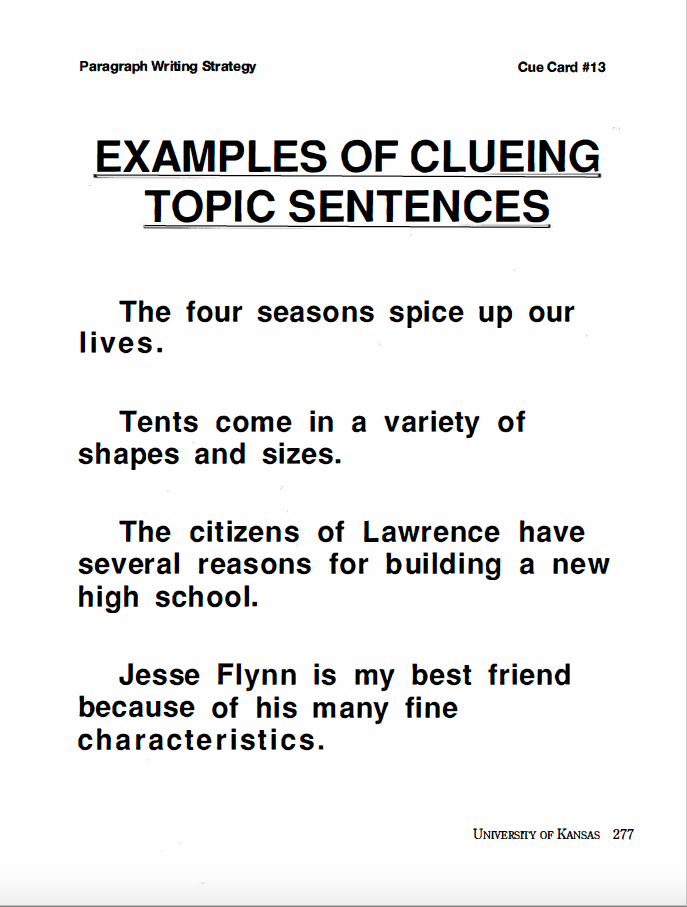 Paragraph Writing Strategy
Cue Card #13
EXAMPLES OF CLUEING
TOPIC SENTENCES
The four seasons spice up our
lives.
Tents come in a variety of
shapes and sizes.
The citizens of Lawrence have
several reasons for building a new
high school.
Jesse Flynn is my best friend
because of his many fine
characteristics.
UNIVERSITY OF KANSAS 277